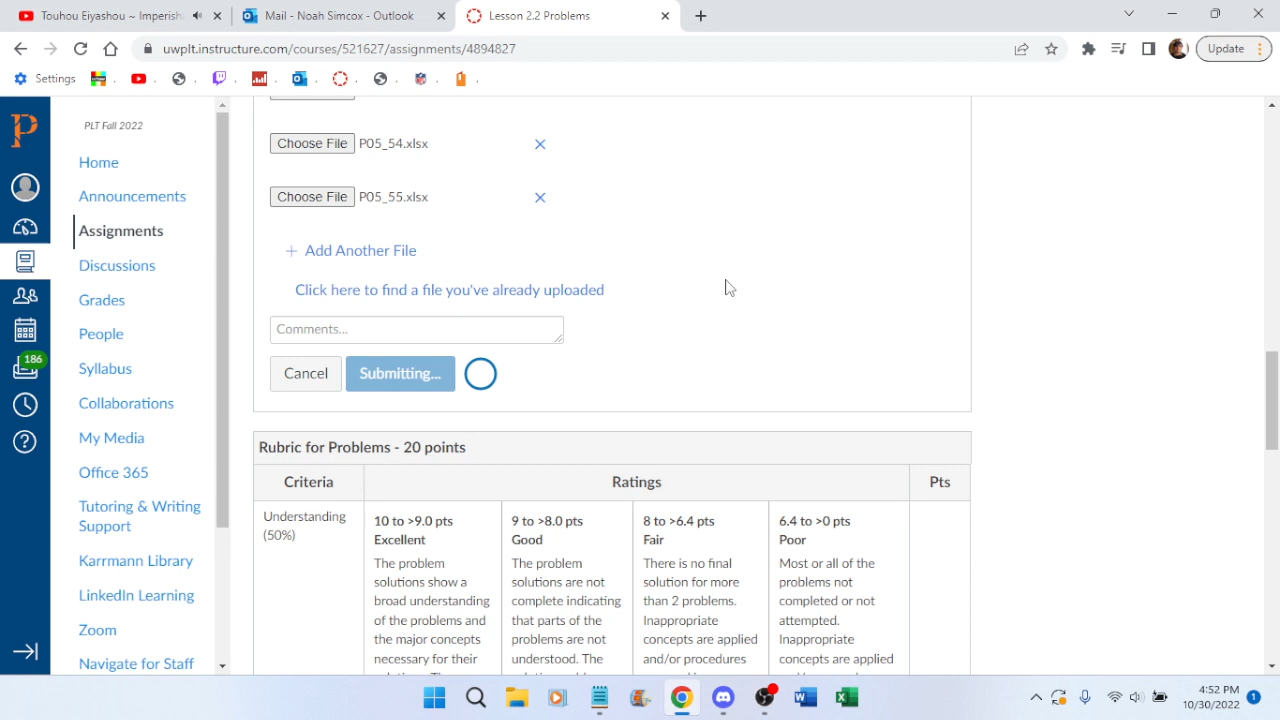 Touhou Eiyashou ~ Imperish
Mail - Noah Simcox - Outlook
Lesson 2.2 Problems
uwplt.instructure.com/courses/521627/assignments/4894827
Update
Settings
PLT Fall 2022
Home
Announcements
Assignments
Discussions
Grades
People
Syllabus
Collaborations
My Media
Office 365
Tutoring & Writing
Support
Karrmann Library
LinkedIn Learning
Zoom
Navigate for Staff
186
Choose File P05_54.xlsx
Choose File P05_55.xlsx
+ Add Another File
Click here to find a file you've already uploaded
Comments...
Cancel Submitting...
Rubric for Problems - 20 points
Criteria Ratings Pts
Understanding
(50%)
10 to >9.0 pts
Excellent
The problem
solutions show a
broad understanding
of the problems and
the major concepts
necessary for their
9 to >8.0 pts
Good
The problem
solutions are not
complete indicating
that parts of the
problems are not
understood. The
8 to >6.4 pts
Fair
There is no final
solution for more
than 2 problems.
Inappropriate
concepts are applied
and/or procedures
6.4 to >0 pts
Poor
Most or all of the
problems not
completed or not
attempted.
Inappropriate
concepts are applied
4:52 PM
10/30/2022
1